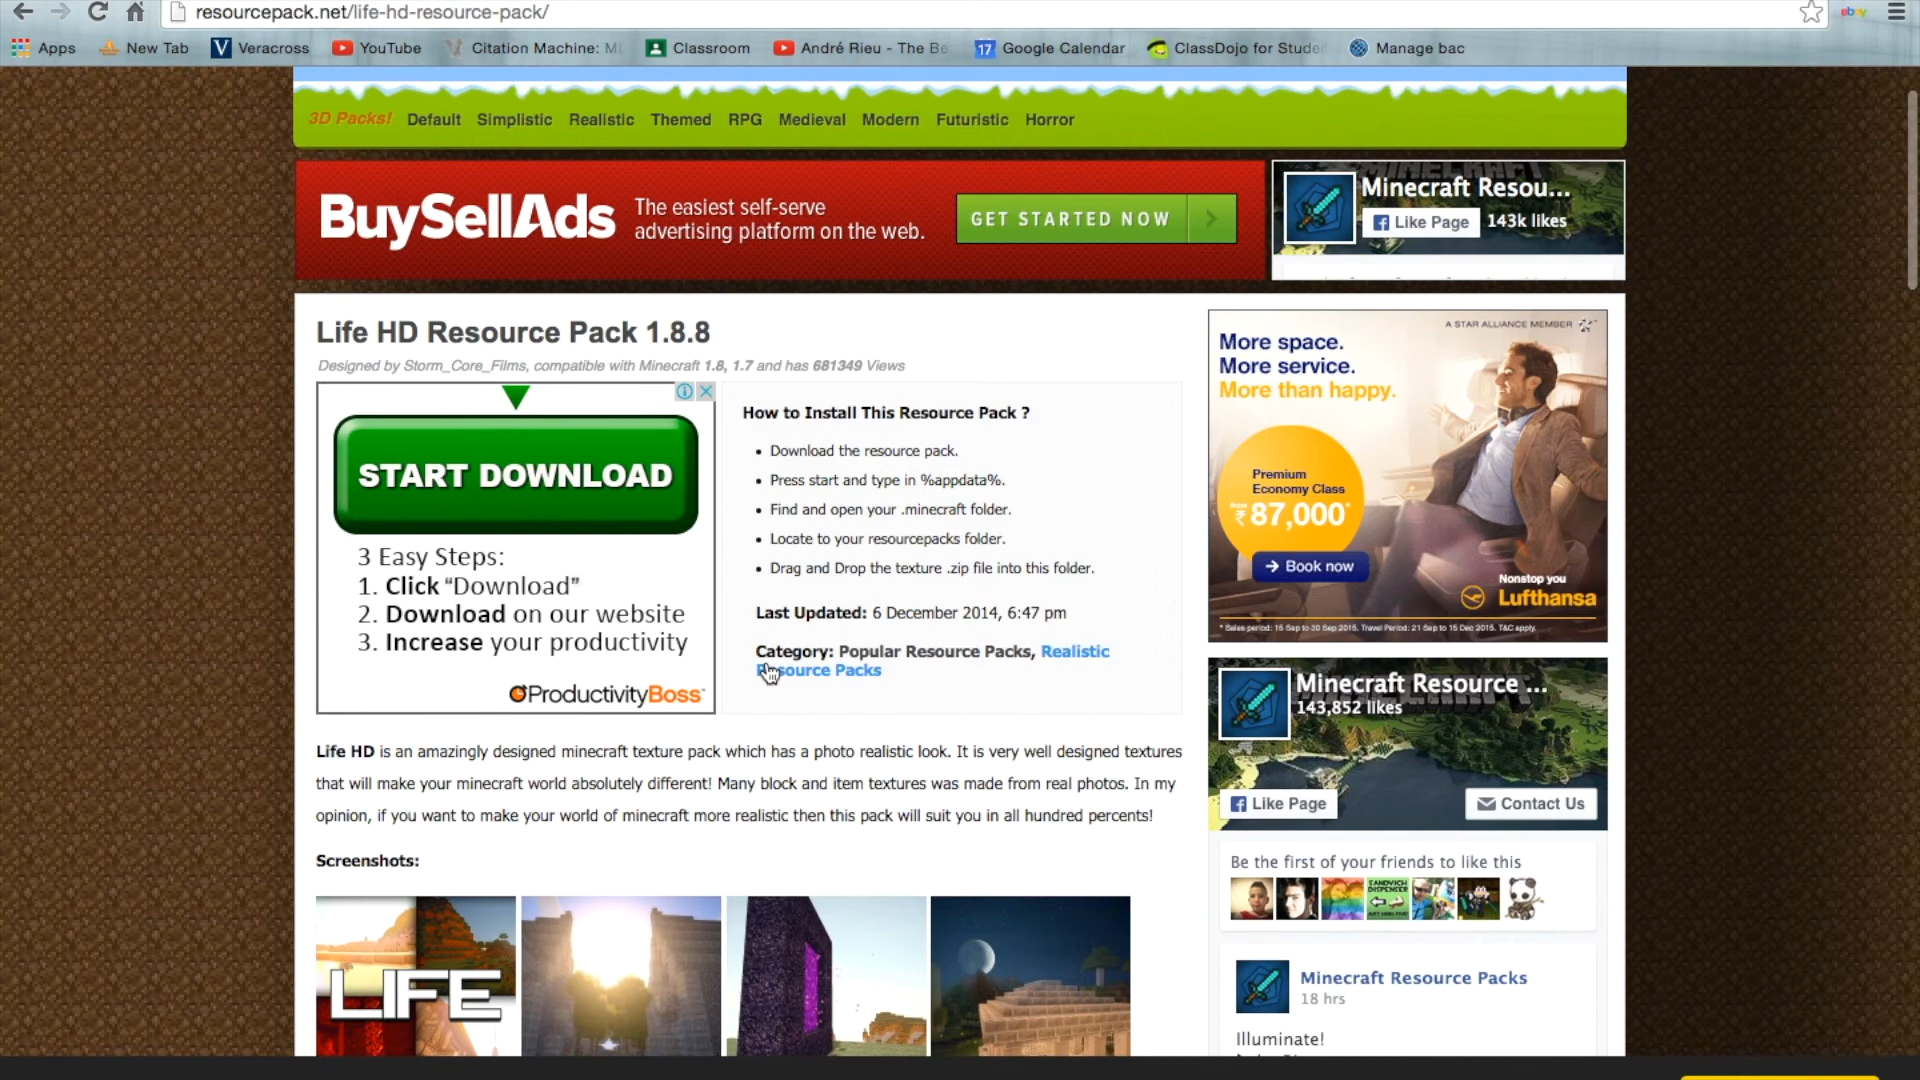 resourcepack.net/life-hd-resource-pack/
ebay
Apps
New Tab
Veracross
YouTube
Citation Machine: ML
Classroom
André Rieu - The Be
17 Google Calendar
ClassDojo for Studen
Manage bac
3D Packs! Default Simplistic Realistic Themed RPG Medieval Modern Futuristic Horror
BuySellAds
The easiest self-serve
advertising platform on the web.
GET STARTED NOW
Minecraft Resou...
Like Page 143k likes
Life HD Resource Pack 1.8.8
Designed by Storm_Core_Films, compatible with Minecraft 1.8, 1.7 and has 681349 Views
START DOWNLOAD
3 Easy Steps:
1. Click “Download”
2. Download on our website
3. Increase your productivity
ProductivityBoss
How to Install This Resource Pack ?
• Download the resource pack.
• Press start and type in %appdata%.
• Find and open your .minecraft folder.
• Locate to your resourcepacks folder.
• Drag and Drop the texture .zip file into this folder.
Last Updated: 6 December 2014, 6:47 pm
Category: Popular Resource Packs, Realistic
Resource Packs
A STAR ALLIANCE MEMBER
More space.
More service.
More than happy.
Premium
Economy Class
from
₹87,000*
Book now
Nonstop you
Lufthansa
* Sales period: 15 Sep to 30 Sep 2015. Travel Period: 21 Sep to 15 Dec 2015. T&C apply.
Life HD is an amazingly designed minecraft texture pack which has a photo realistic look. It is very well designed textures
that will make your minecraft world absolutely different! Many block and item textures was made from real photos. In my
opinion, if you want to make your world of minecraft more realistic then this pack will suit you in all hundred percents!
Screenshots:
LIFE
Minecraft Resource ...
143,852 likes
Like Page
Contact Us
Be the first of your friends to like this
SANDVICH
DISPENSER
Minecraft Resource Packs
18 hrs
Illuminate!